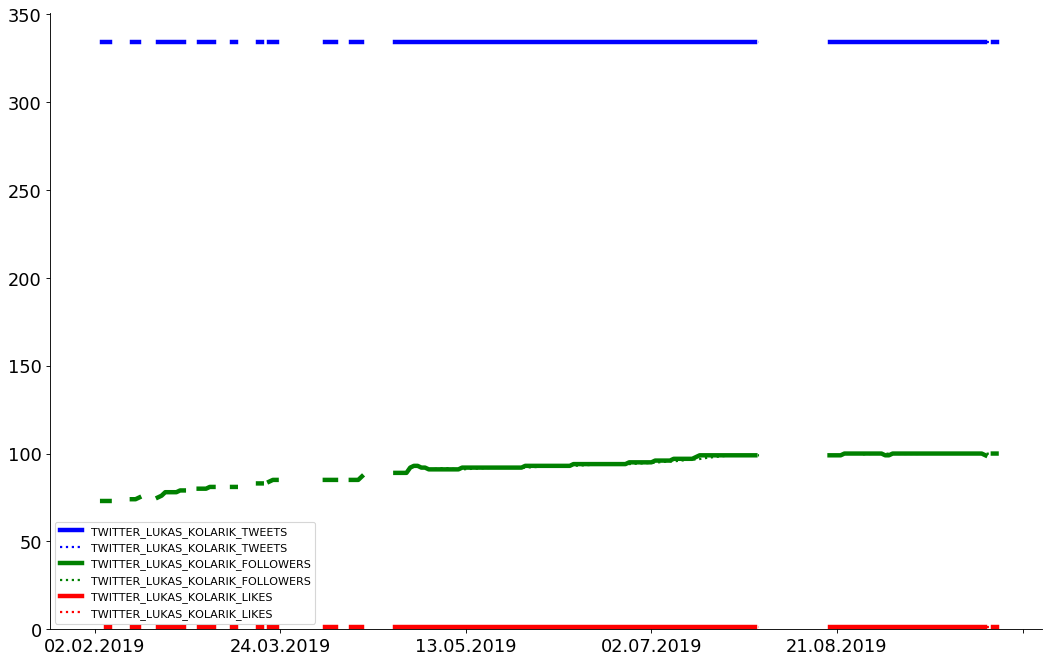 350
300
250
200
150
100
50
0
TWITTER_LUKAS_KOLARIK_TWEETS
TWITTER_LUKAS_KOLARIK_TWEETS
TWITTER_LUKAS_KOLARIK_FOLLOWERS
TWITTER_LUKAS_KOLARIK_FOLLOWERS
TWITTER_LUKAS_KOLARIK_LIKES
TWITTER_LUKAS_KOLARIK_LIKES
02.02.2019 24.03.2019 13.05.2019 02.07.2019 21.08.2019